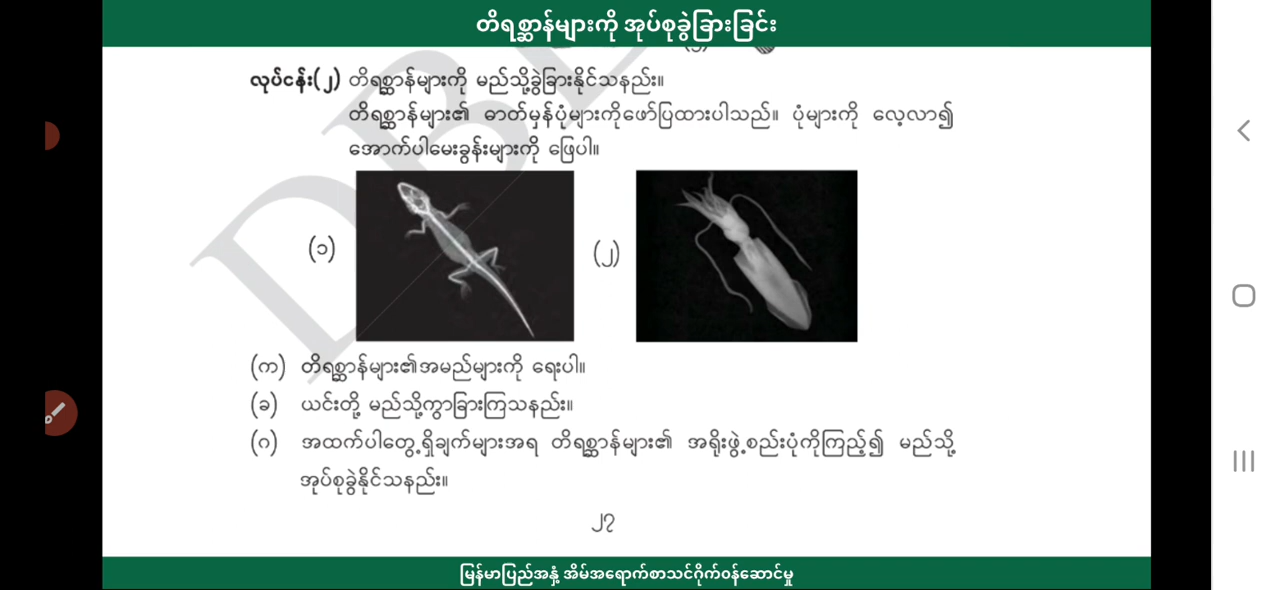 တိရစ္ဆာန်များကို အုပ်စုခွဲခြားခြင်း
လုပ်ငန်း(၂) တိရစ္ဆာန်များကို မည်သို့ခွဲခြားနိုင်သနည်း။
တိရစ္ဆာန်များ၏ ဓာတ်မှန်ပုံများကိုဖော်ပြထားပါသည်။ ပုံများကို လေ့လာ၍
အောက်ပါမေးခွန်းများကို ဖြေပါ။
(၁) (၂)
(က) တိရစ္ဆာန်များ၏အမည်များကို ရေးပါ။
(ခ) ယင်းတို့ မည်သို့ကွာခြားကြသနည်း။
(ဂ) အထက်ပါတွေ့ရှိချက်များအရ တိရစ္ဆာန်များ၏ အရိုးဖွဲ့စည်းပုံကိုကြည့်၍ မည်သို့
အုပ်စုခွဲနိုင်သနည်း။
၂၇
မြန်မာပြည်အနှံ့ အိမ်အရောက်စာသင်ဝိုက်ဝန်ဆောင်မှု